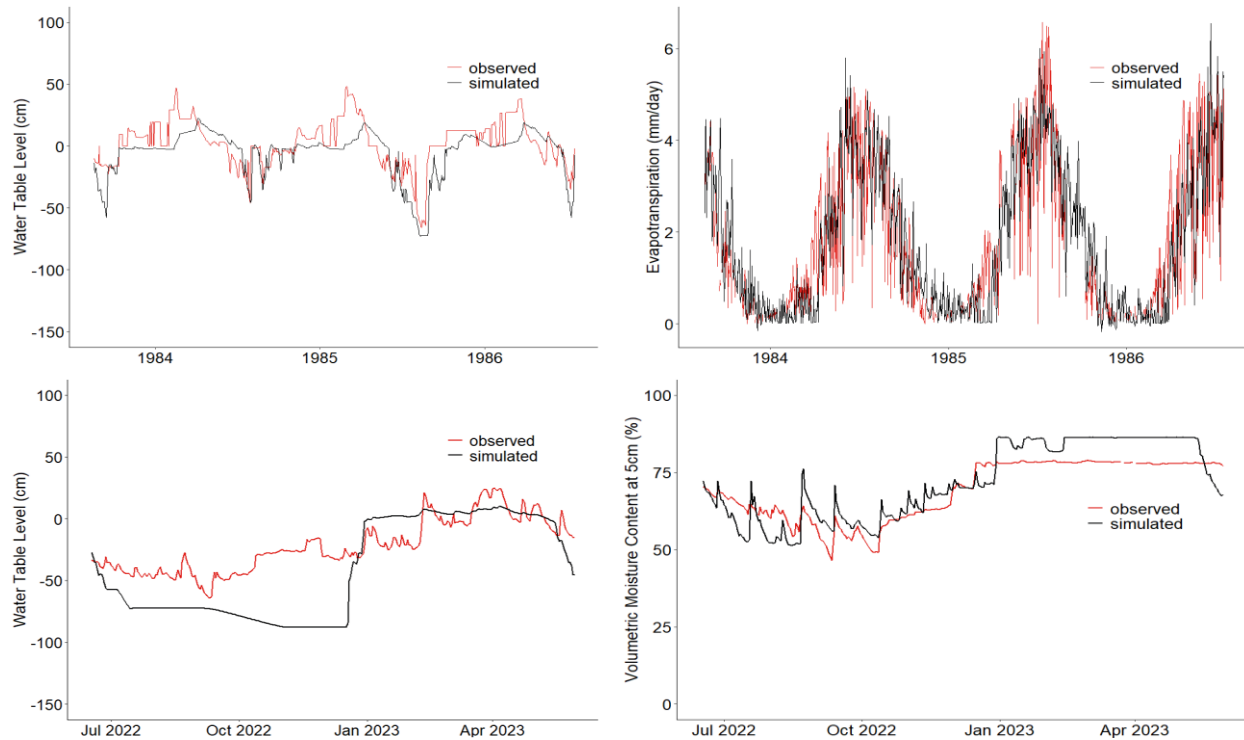 Water Table Level (cm)
100
50
0
-50
-100
-150
observed
simulated
1984
1985
1986
Evapotranspiration (mm/day)
6
4
2
0
observed
simulated
1984
1985
1986
Water Table Level (cm)
100
50
0
-50
-100
-150
observed
simulated
Jul 2022
Oct 2022
Jan 2023
Apr 2023
Volumetric Moisture Content at 5cm (%)
100
75
50
25
0
observed
simulated
Jul 2022
Oct 2022
Jan 2023
Apr 2023